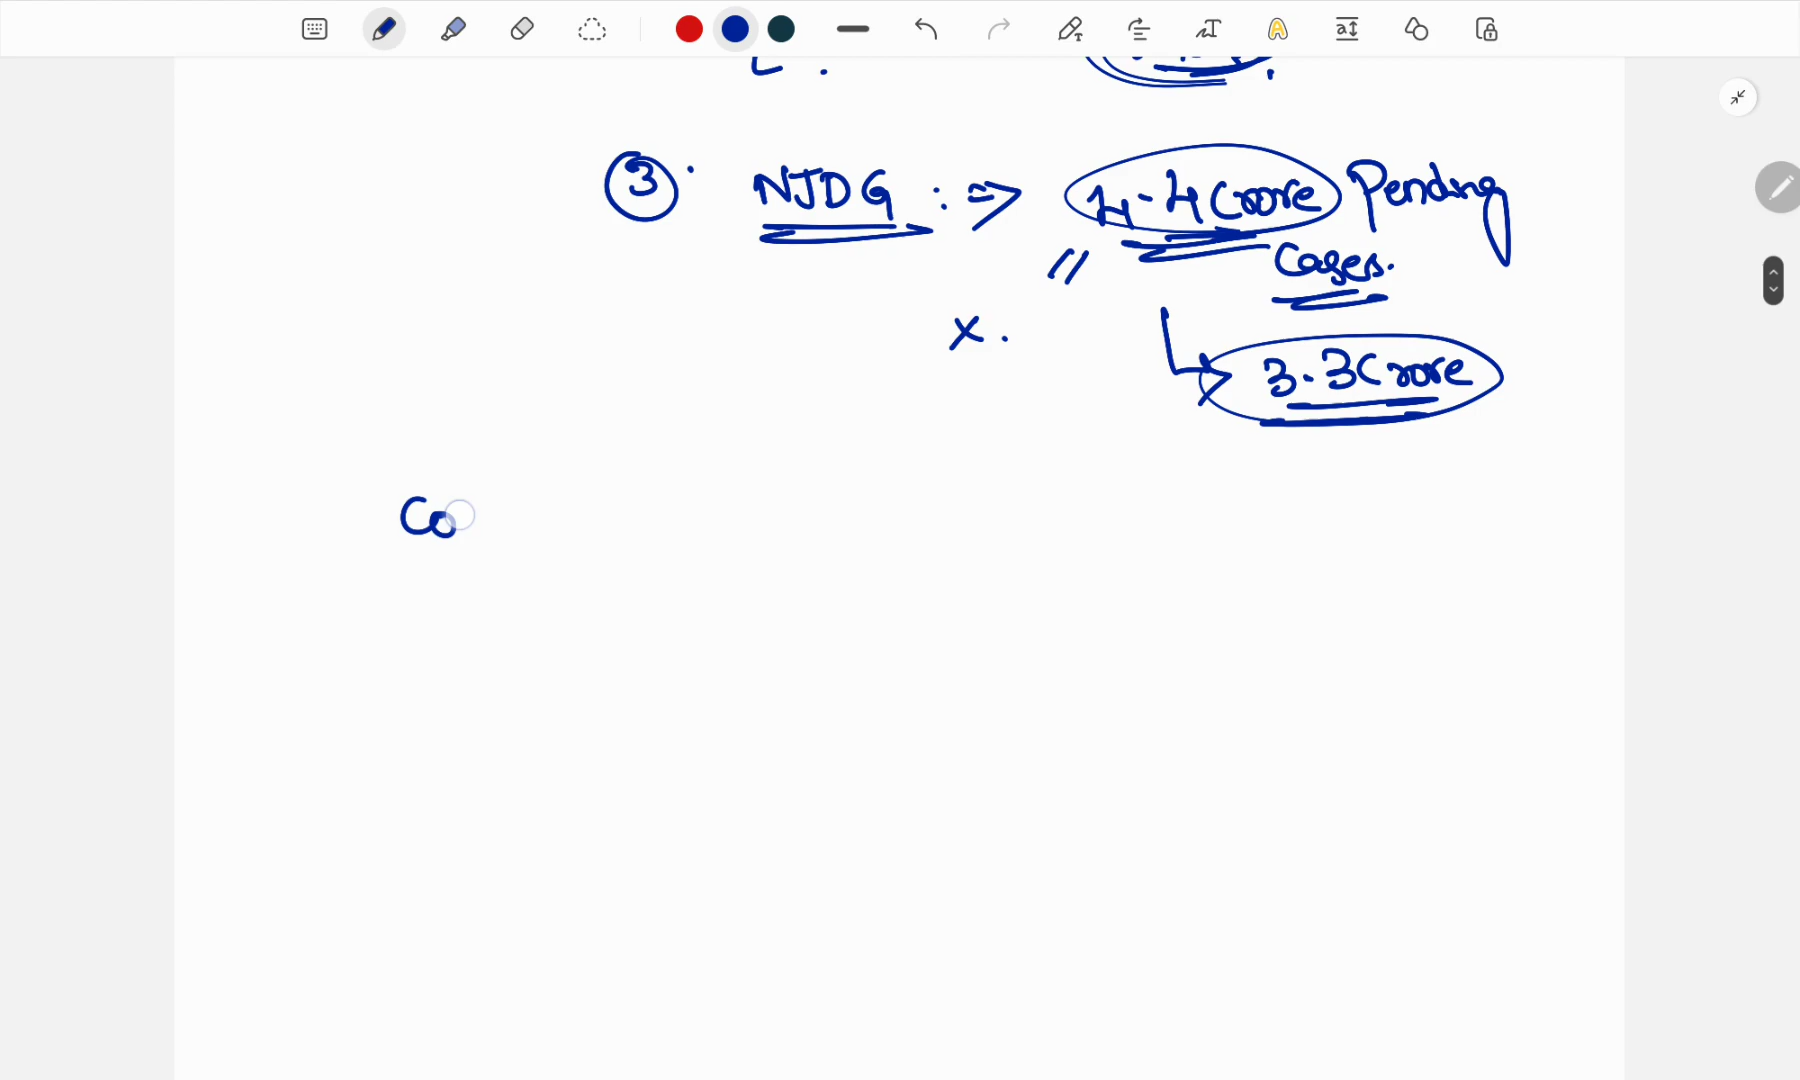 ③. NJDG :=> 4.4 Crore Pending
// Cases.
x. 3.3 Crore
Co